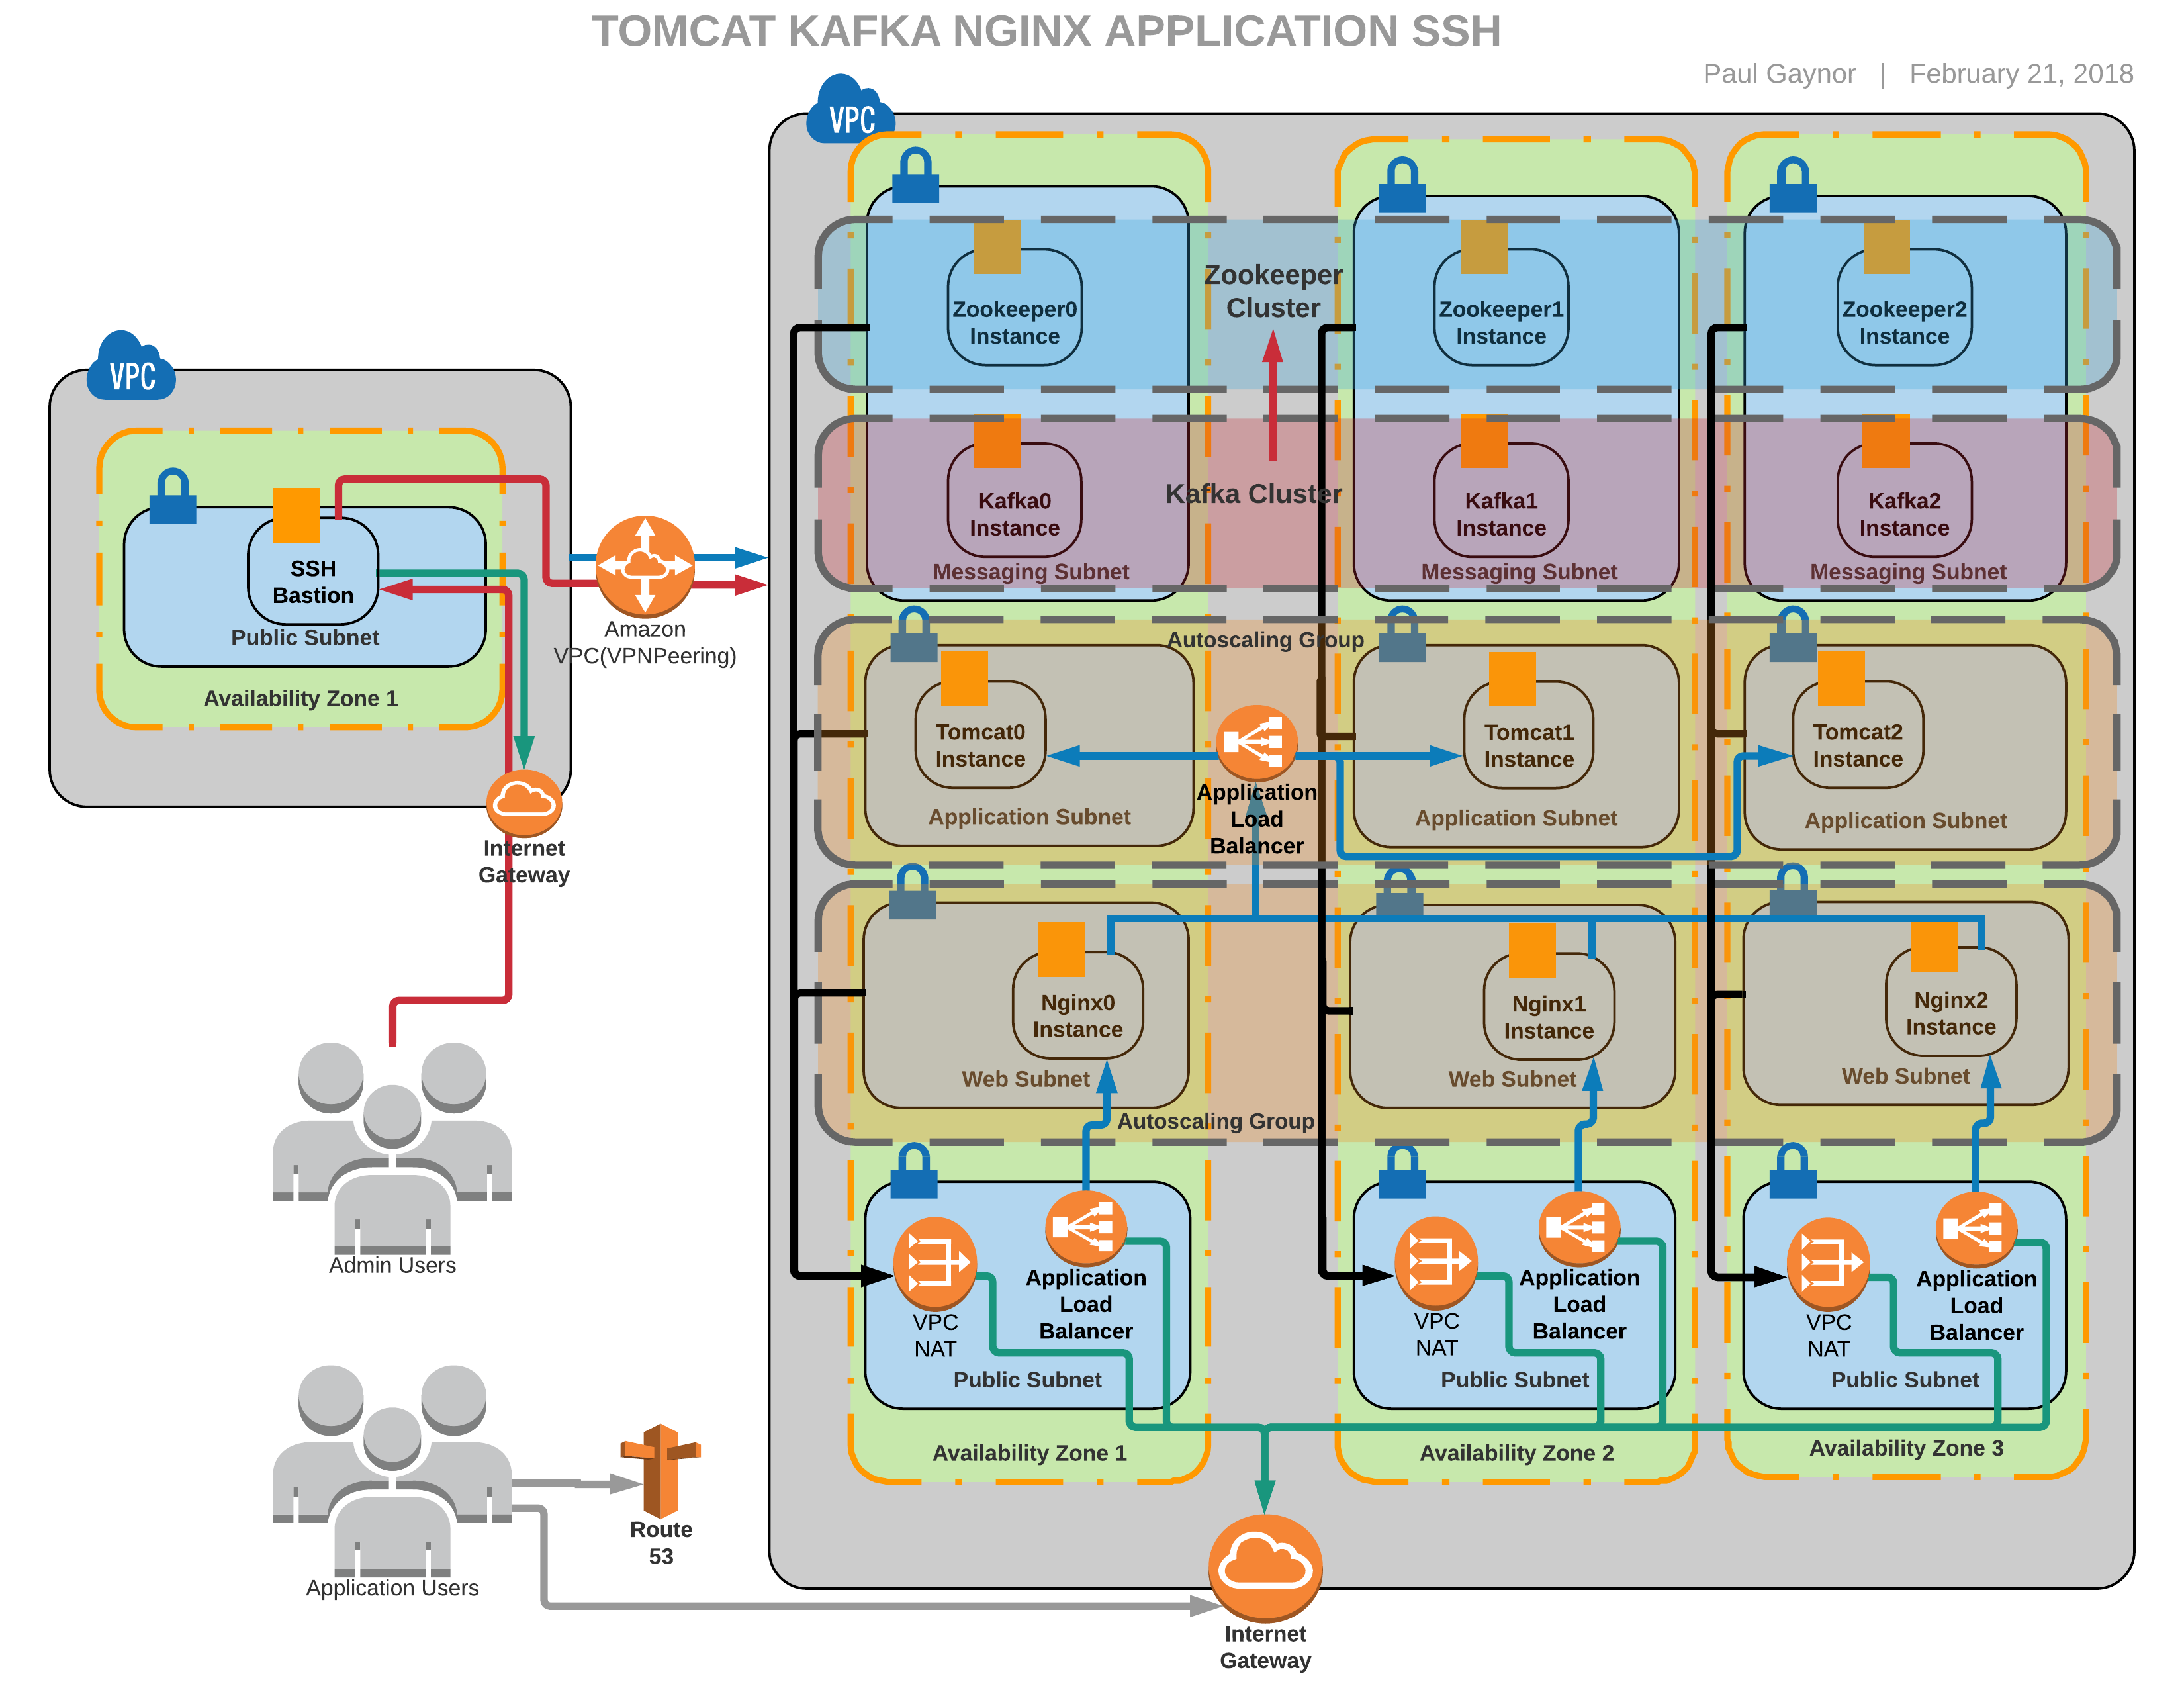 TOMCAT KAFKA NGINX APPLICATION SSH
Paul Gaynor | February 21, 2018
VPC
Zookeeper0
Instance
Zookeeper
Cluster
Zookeeper1
Instance
Zookeeper2
Instance
Kafka0
Instance
Messaging Subnet
Kafka Cluster
Kafka1
Instance
Messaging Subnet
Kafka2
Instance
Messaging Subnet
VPC
SSH
Bastion
Public Subnet
Availability Zone 1
Amazon
VPC(VPNPeering)
Internet
Gateway
Autoscaling Group
Tomcat0
Instance
Application Subnet
Application
Load
Balancer
Tomcat1
Instance
Application Subnet
Tomcat2
Instance
Application Subnet
Nginx0
Instance
Web Subnet
Nginx1
Instance
Web Subnet
Nginx2
Instance
Web Subnet
Autoscaling Group
Admin Users
VPC
NAT
Application
Load
Balancer
Public Subnet
Availability Zone 1
VPC
NAT
Application
Load
Balancer
Public Subnet
Availability Zone 2
VPC
NAT
Application
Load
Balancer
Public Subnet
Availability Zone 3
Application Users
Route
53
Internet
Gateway